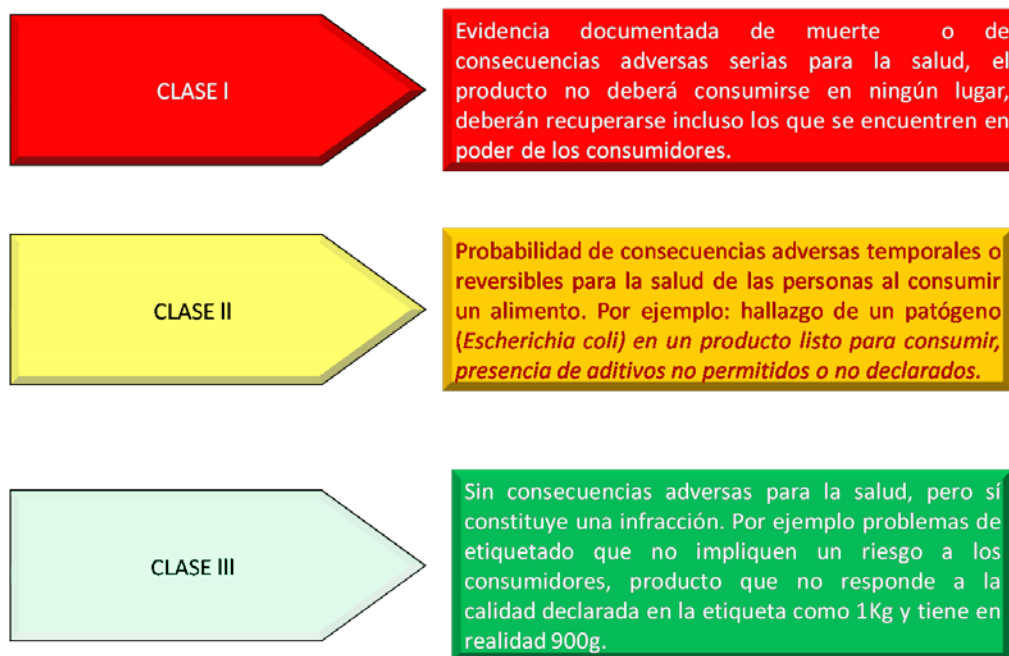 CLASE I
Evidencia documentada de muerte o de
consecuencias adversas serias para la salud, el
producto no deberá consumirse en ningún lugar,
deberán recuperarse incluso los que se encuentren en
poder de los consumidores.
CLASE II
Probabilidad de consecuencias adversas temporales o
reversibles para la salud de las personas al consumir
un alimento. Por ejemplo: hallazgo de un patógeno
(Escherichia coli) en un producto listo para consumir,
presencia de aditivos no permitidos o no declarados.
CLASE III
Sin consecuencias adversas para la salud, pero sí
constituye una infracción. Por ejemplo problemas de
etiquetado que no impliquen un riesgo a los
consumidores, producto que no responde a la
calidad declarada en la etiqueta como 1Kg y tiene en
realidad 900g.